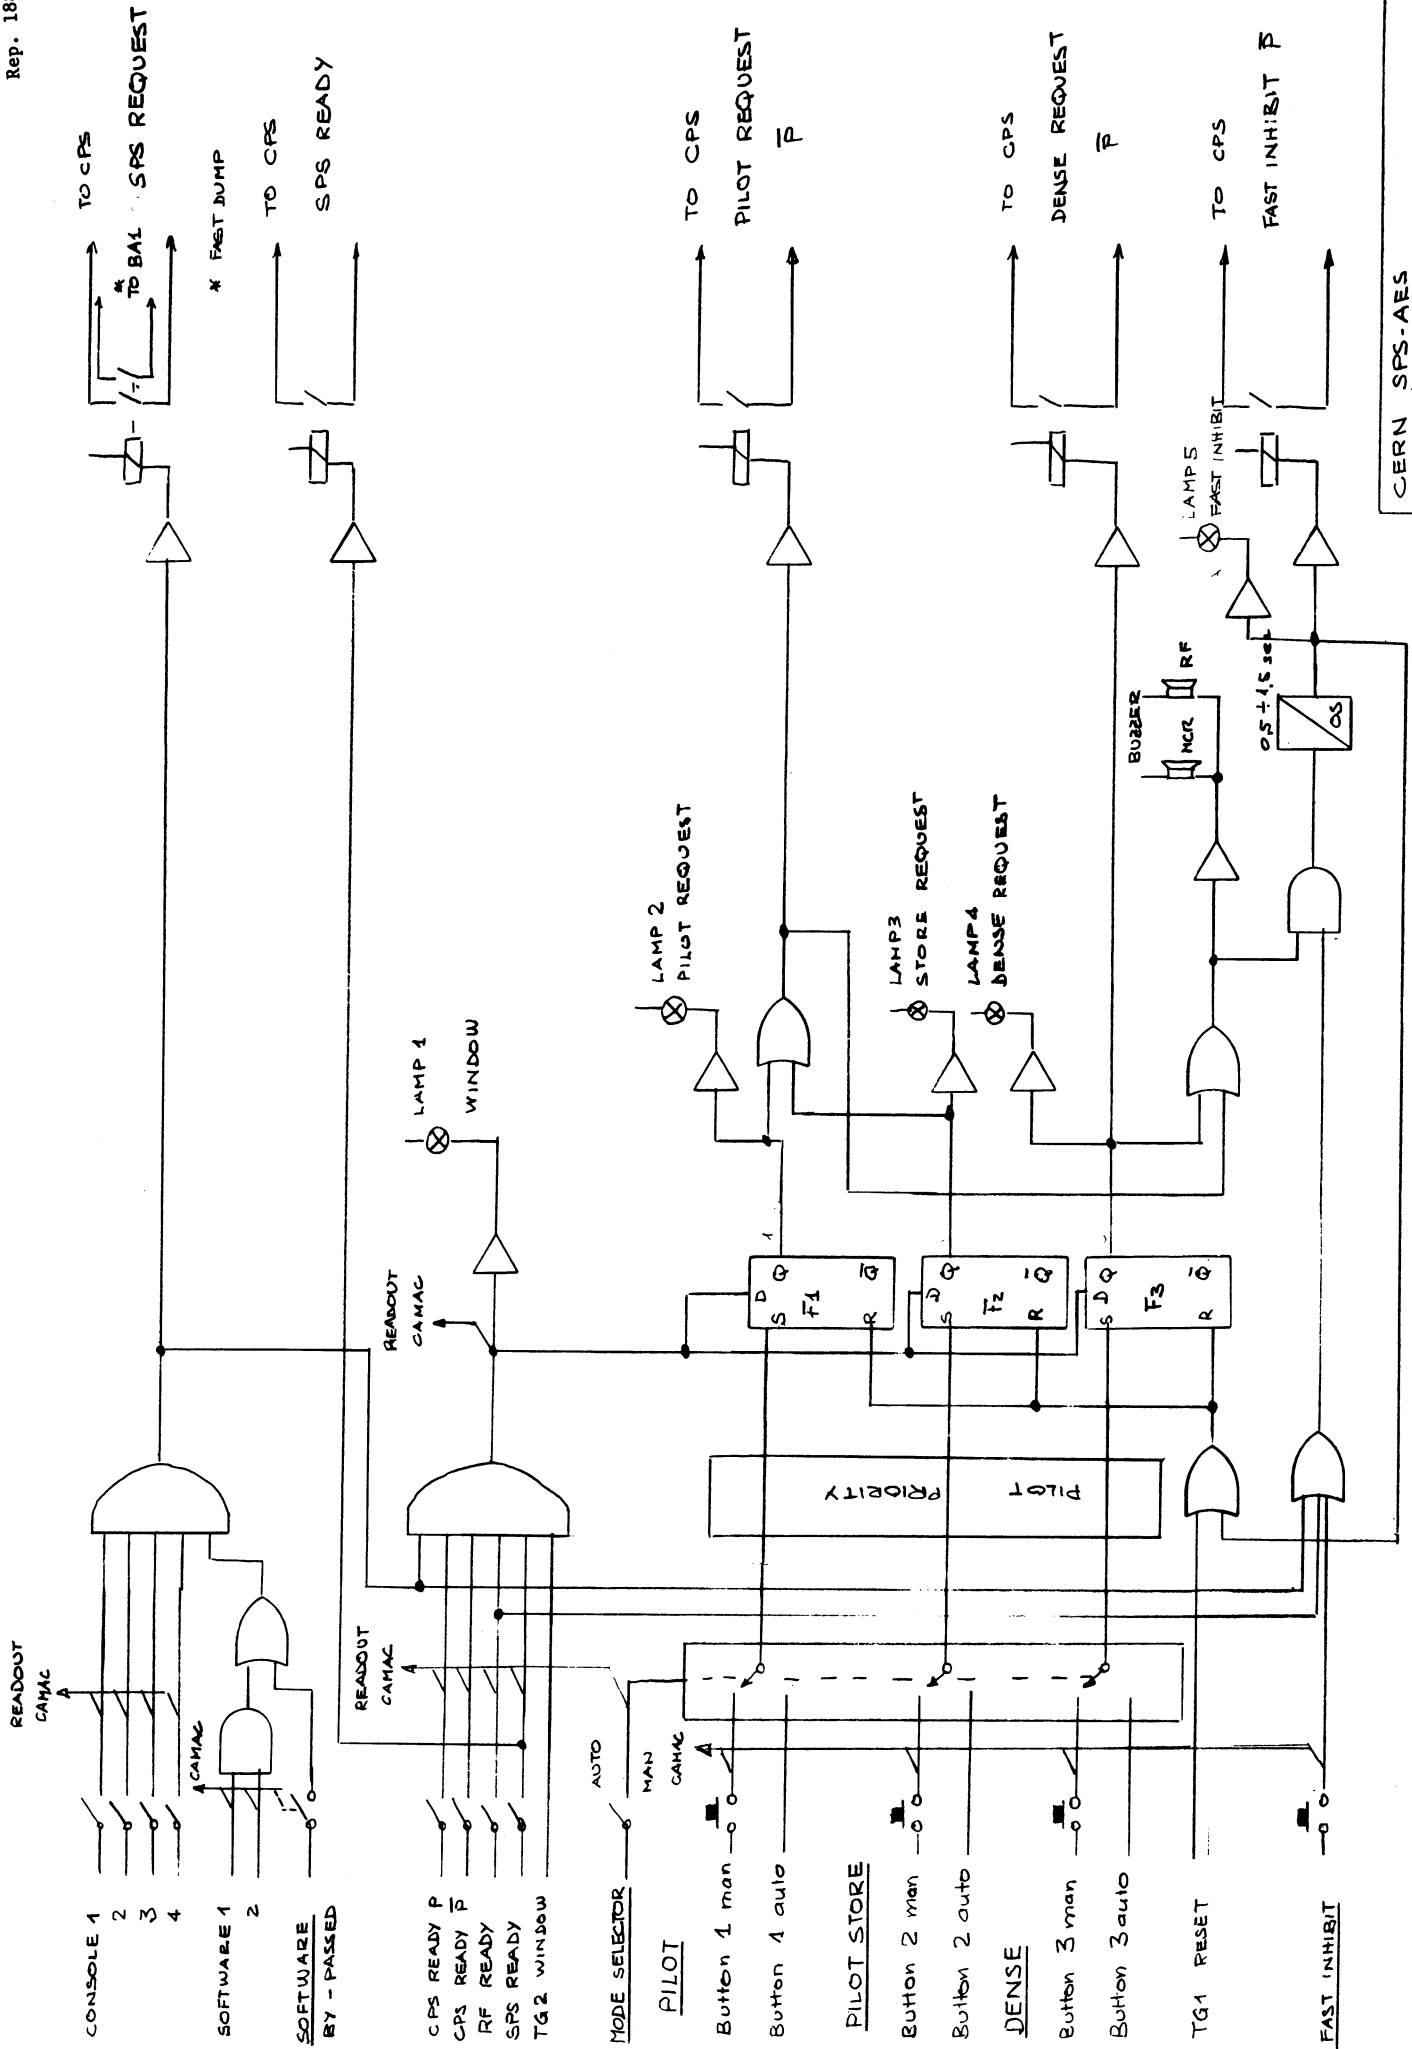 Rep. 18
TO CPS
* TO BA1
SPS REQUEST
* FAST DUMP
TO CPS
SPS READY
TO CPS
PILOT REQUEST
P̅
TO CPS
DENSE REQUEST
P̅
TO CPS
FAST INHIBIT P̅
CERN SPS-AES
LAMP 5
FAST INHIBIT
0,5 ÷ 1,5 sec
OS
BUZZER
MCR
RF
LAMP 1
WINDOW
LAMP 2
PILOT REQUEST
LAMP 3
STORE REQUEST
LAMP 4
DENSE REQUEST
READOUT
CAMAC
1
S D Q
F1
R Q̅
S D Q
F2
R Q̅
S D Q
F3
R Q̅
PILOT
PRIORITY
READOUT
CAMAC
CAMAC
READOUT
CAMAC
AUTO
MAN
CAMAC
CONSOLE 1
2
3
4
SOFTWARE 1
2
SOFTWARE
BY - PASSED
CPS READY P
CPS READY P̅
RF READY
SPS READY
TG2 WINDOW
MODE SELECTOR
PILOT
Button 1 man
Button 1 auto
PILOT STORE
Button 2 man
Button 2 auto
DENSE
Button 3 man
Button 3 auto
TG1 RESET
FAST INHIBIT